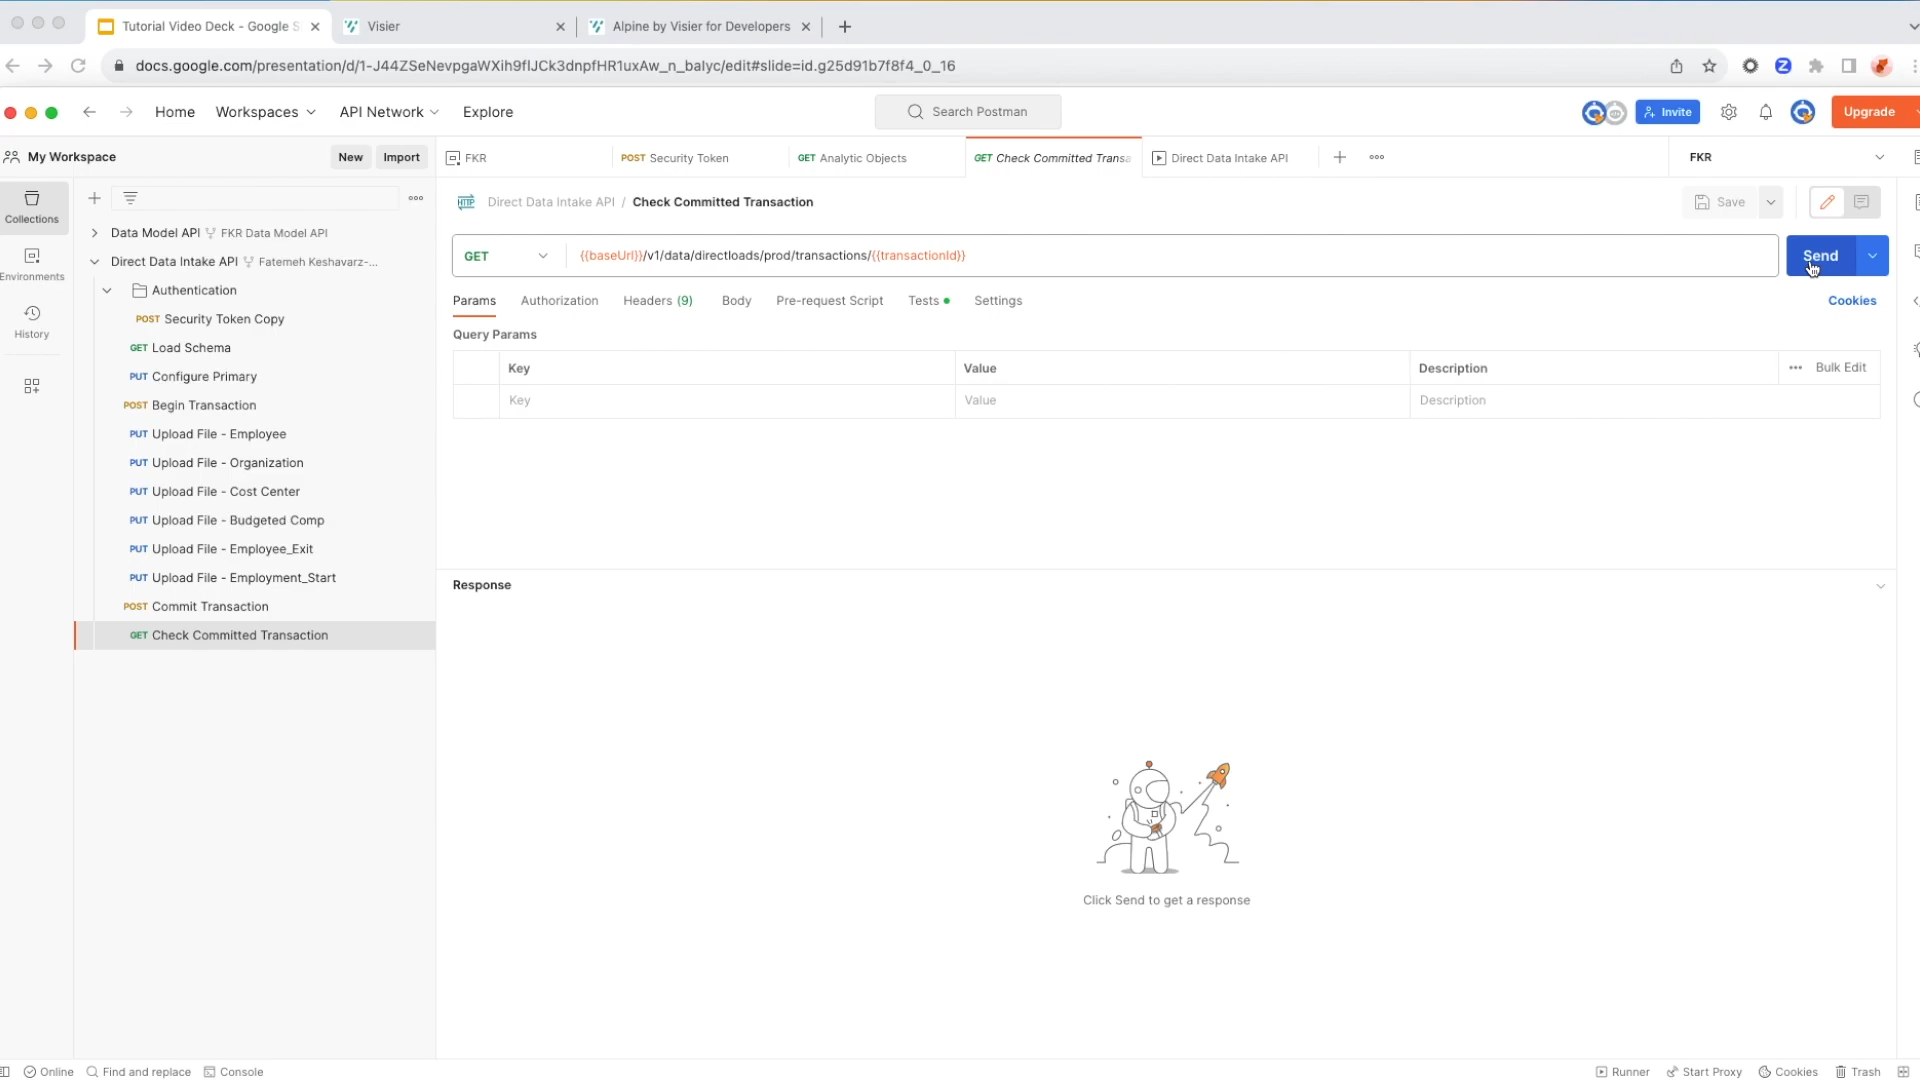 Tutorial Video Deck - Google S
Visier
Alpine by Visier for Developers
docs.google.com/presentation/d/1-J44ZSeNevpgaWXih9flJCk3dnpfHR1uxAw_n_balyc/edit#slide=id.g25d91b7f8f4_0_16
Home
Workspaces
API Network
Explore
Search Postman
Invite
Upgrade
My Workspace
New
Import
FKR
POST Security Token
GET Analytic Objects
GET Check Committed Transa
Direct Data Intake API
FKR
Collections
Environments
History
Data Model API FKR Data Model API
Direct Data Intake API Fatemeh Keshavarz-...
Authentication
POST Security Token Copy
GET Load Schema
PUT Configure Primary
POST Begin Transaction
PUT Upload File - Employee
PUT Upload File - Organization
PUT Upload File - Cost Center
PUT Upload File - Budgeted Comp
PUT Upload File - Employee_Exit
PUT Upload File - Employment_Start
POST Commit Transaction
GET Check Committed Transaction
HTTP Direct Data Intake API / Check Committed Transaction
Save
GET
{{baseUrl}}/v1/data/directloads/prod/transactions/{{transactionId}}
Send
Params
Authorization
Headers (9)
Body
Pre-request Script
Tests
Settings
Cookies
Query Params
Key
Value
Description
Bulk Edit
Key
Value
Description
Response
Click Send to get a response
Online
Find and replace
Console
Runner
Start Proxy
Cookies
Trash